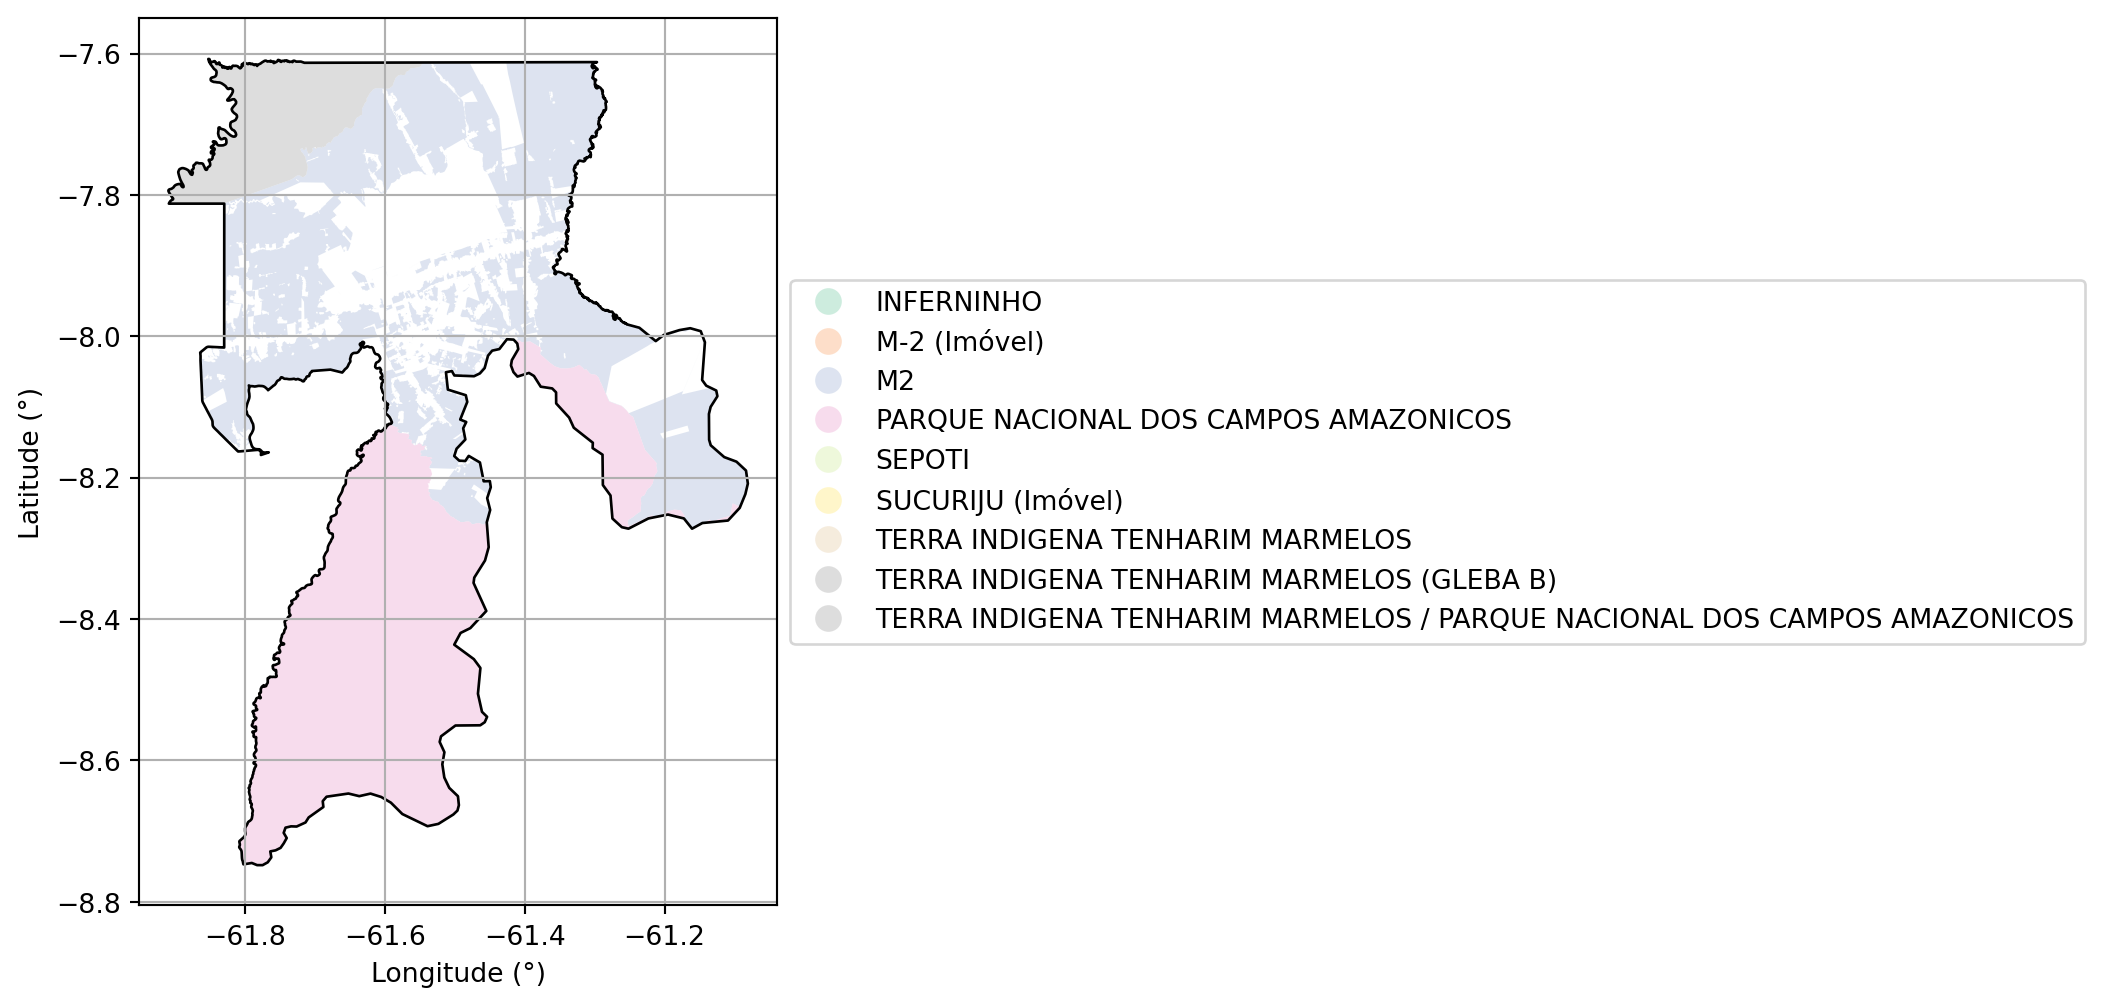 −7.6
−7.8
−8.0
−8.2
−8.4
−8.6
−8.8
Latitude (°)
−61.8 −61.6 −61.4 −61.2
Longitude (°)
INFERNINHO
M-2 (Imóvel)
M2
PARQUE NACIONAL DOS CAMPOS AMAZONICOS
SEPOTI
SUCURIJU (Imóvel)
TERRA INDIGENA TENHARIM MARMELOS
TERRA INDIGENA TENHARIM MARMELOS (GLEBA B)
TERRA INDIGENA TENHARIM MARMELOS / PARQUE NACIONAL DOS CAMPOS AMAZONICOS